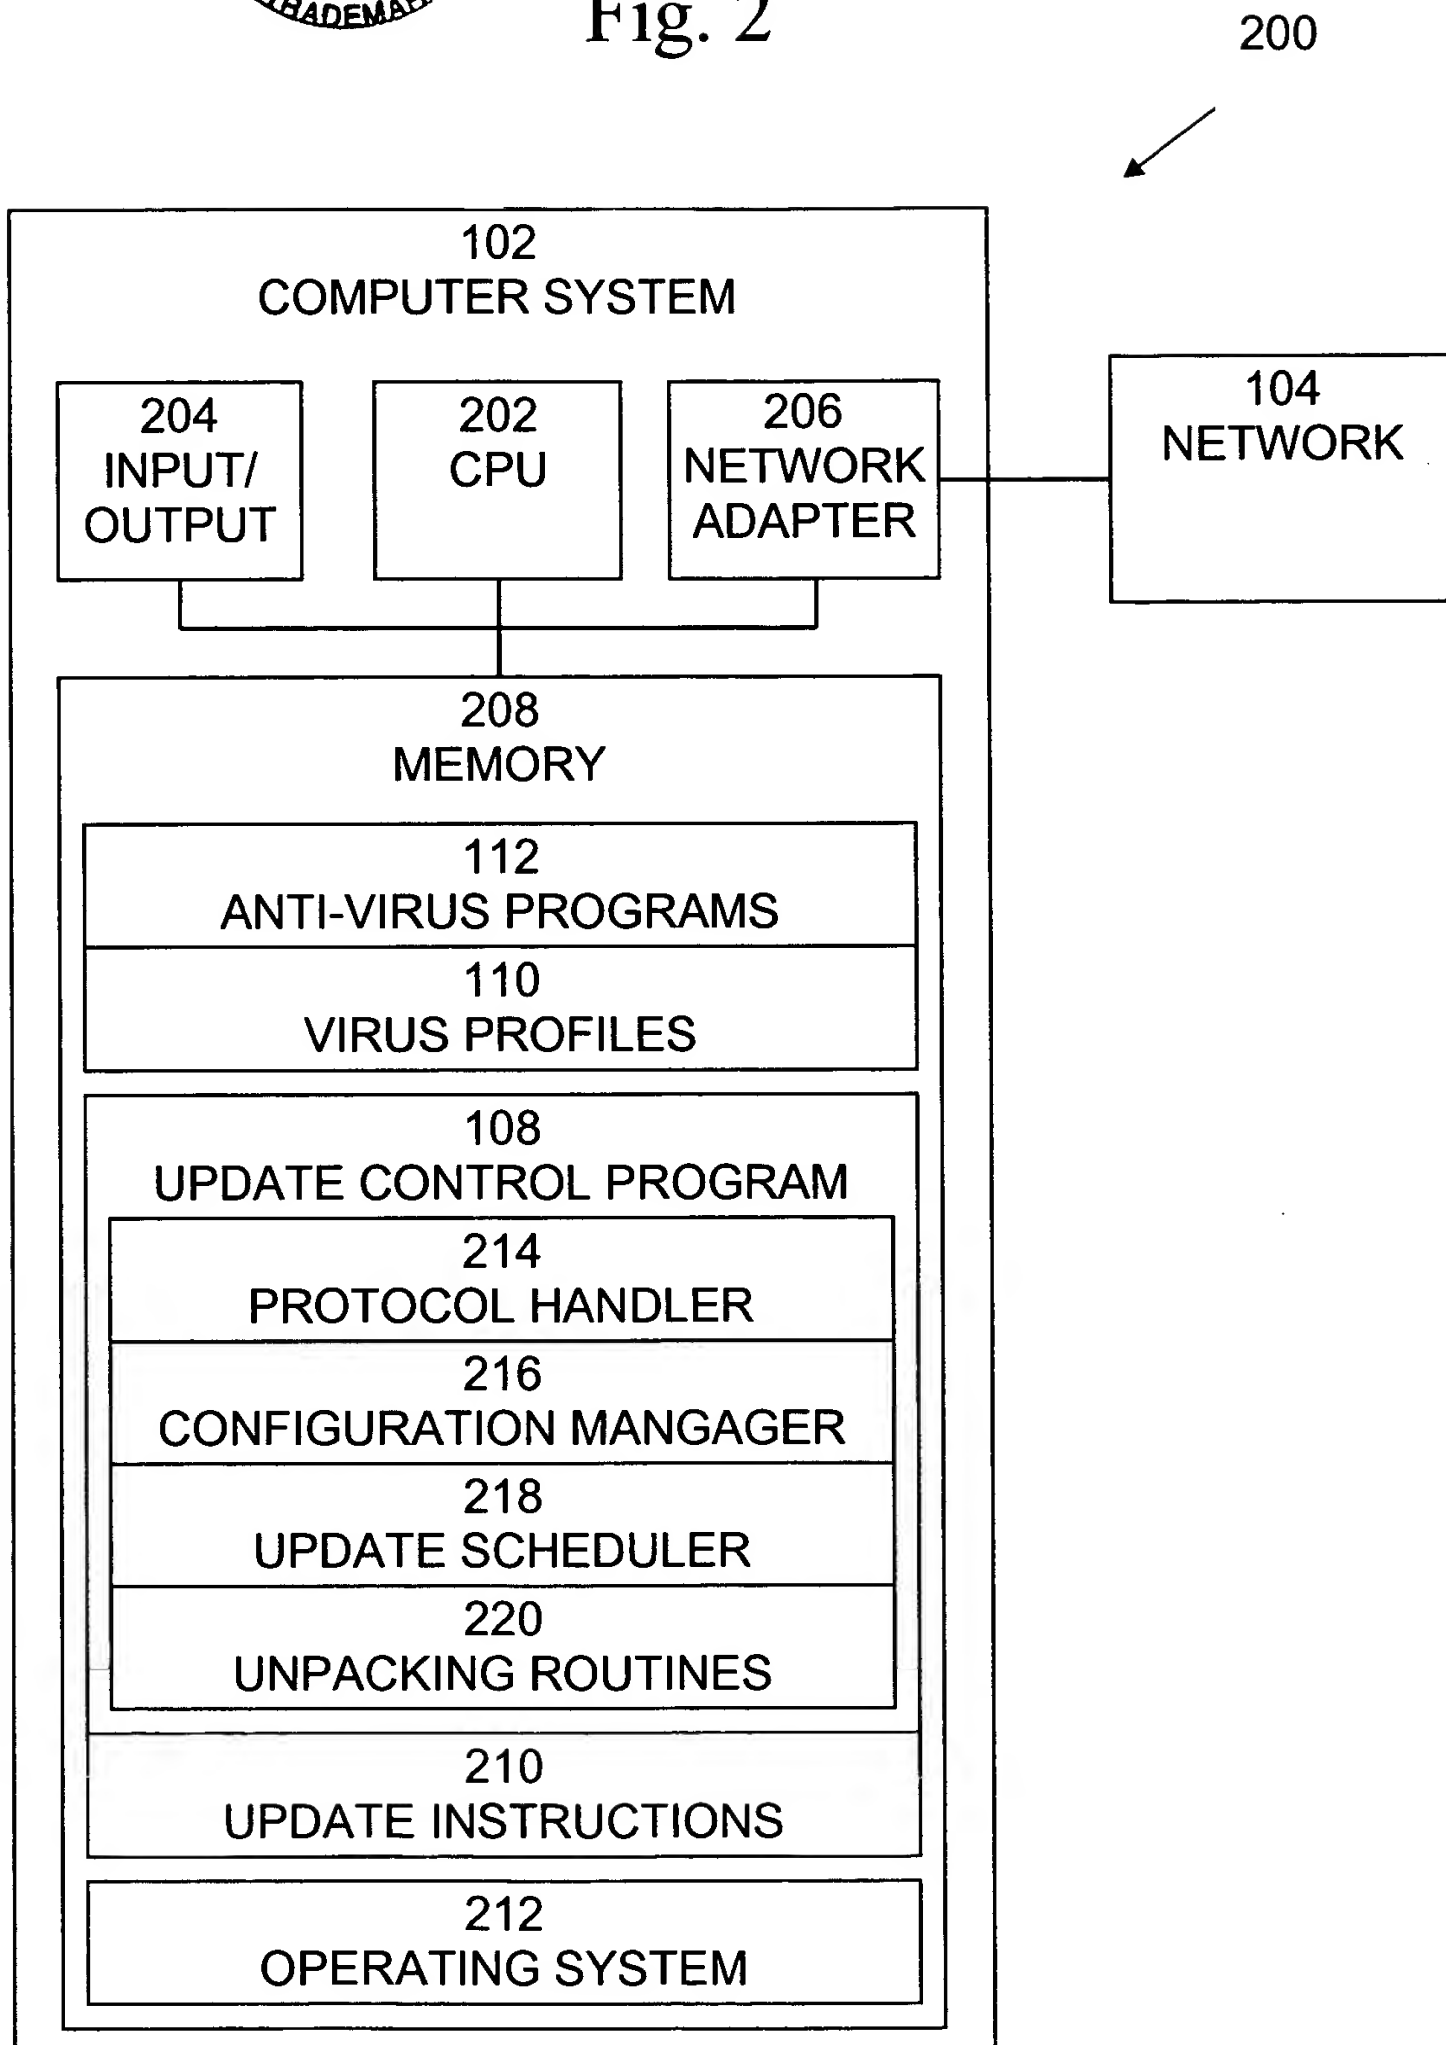 TRADEMAR
Fig. 2
200
102
COMPUTER SYSTEM
204
INPUT/
OUTPUT
202
CPU
206
NETWORK
ADAPTER
104
NETWORK
208
MEMORY
112
ANTI-VIRUS PROGRAMS
110
VIRUS PROFILES
108
UPDATE CONTROL PROGRAM
214
PROTOCOL HANDLER
216
CONFIGURATION MANGAGER
218
UPDATE SCHEDULER
220
UNPACKING ROUTINES
210
UPDATE INSTRUCTIONS
212
OPERATING SYSTEM